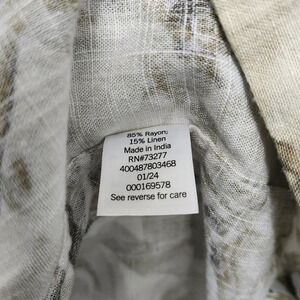 85% Rayon;
15% Linen
Made in India
RN#73277
400487803468
01/24
000169578
See reverse for care